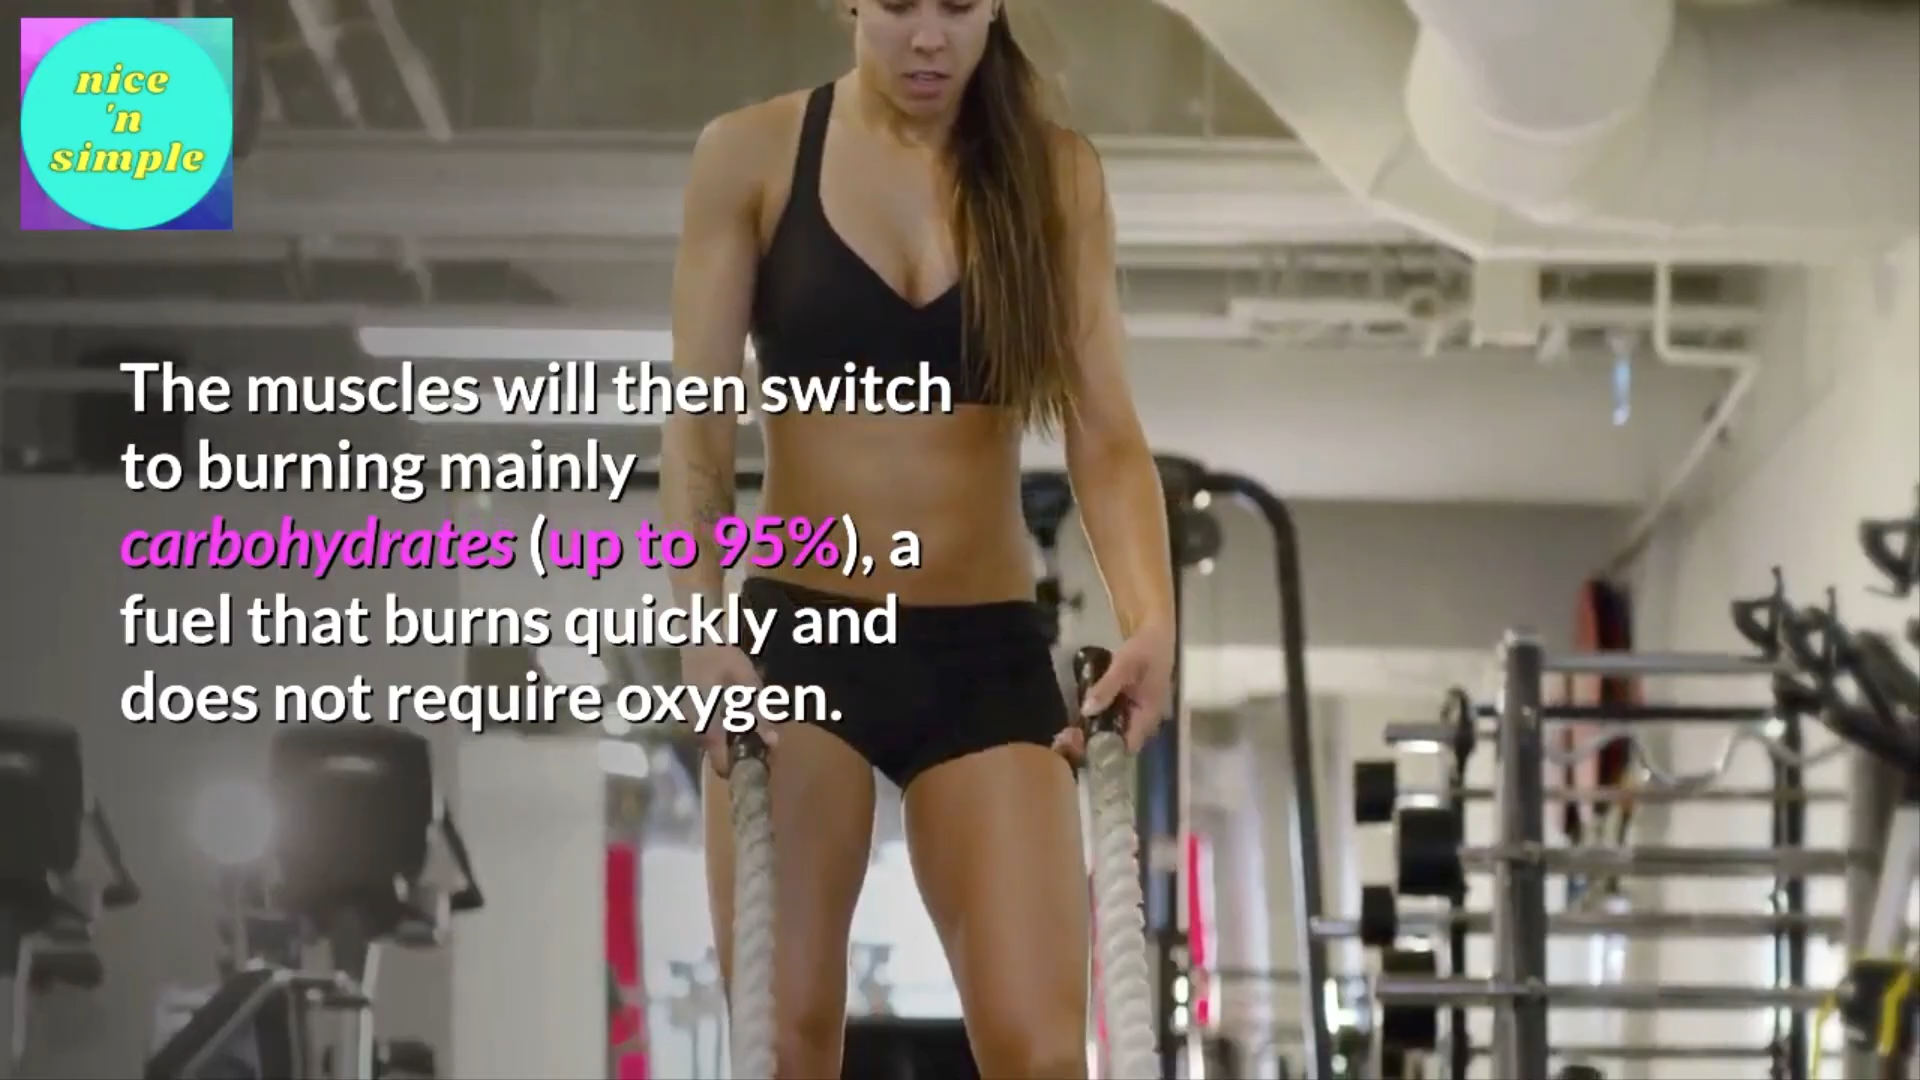 nice
'n
simple
The muscles will then switch
to burning mainly
carbohydrates (up to 95%), a
fuel that burns quickly and
does not require oxygen.